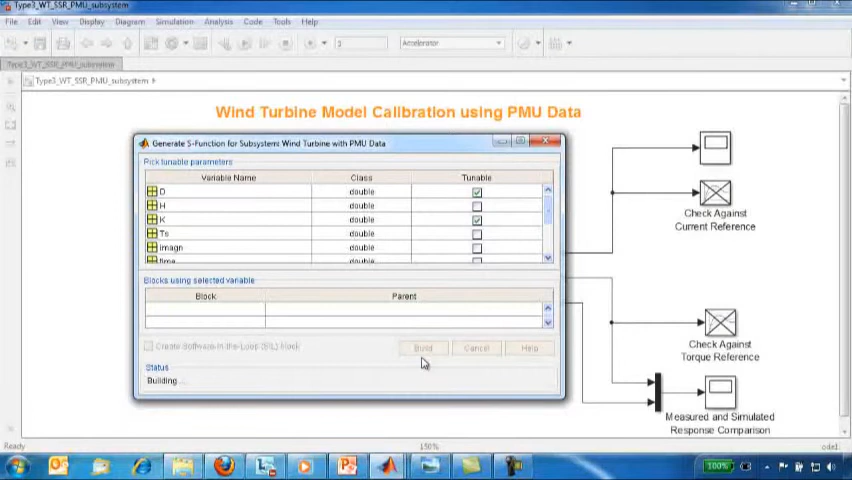 Type3_WT_SSR_PMU_subsystem
File Edit View Display Diagram Simulation Analysis Code Tools Help
3
Accelerator
Type3_WT_SSR_PMU_subsystem
Type3_WT_SSR_PMU_subsystem
Wind Turbine Model Calibration using PMU Data
Generate S-Function for Subsystem: Wind Turbine with PMU Data
Pick tunable parameters
Variable Name Class Tunable
D double
H double
K double
Ts double
imagn double
double
Blocks using selected variable
Block Parent
Create Software-in-the-Loop (SIL) block
Build Cancel Help
Status
Building...
Check Against
Current Reference
Check Against
Torque Reference
Measured and Simulated
Response Comparison
Ready 150% ode1
100%